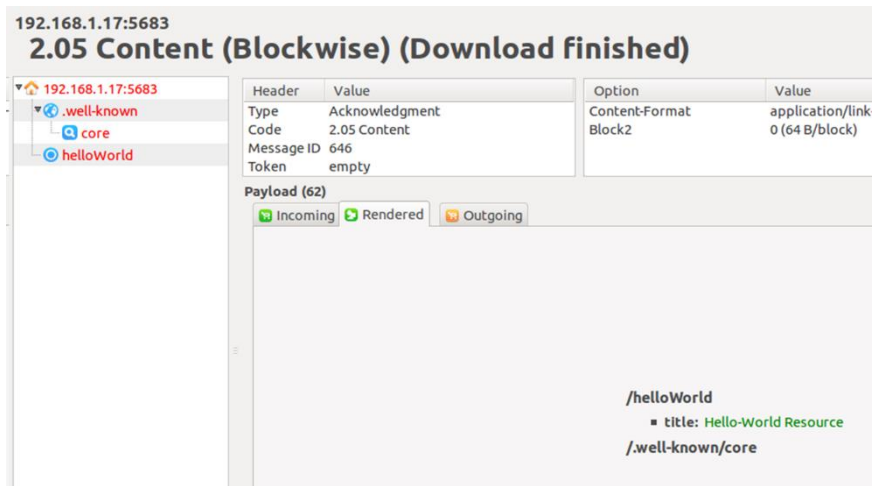 192.168.1.17:5683
2.05 Content (Blockwise) (Download finished)
192.168.1.17:5683
.well-known
core
helloWorld
Header Value
Type Acknowledgment
Code 2.05 Content
Message ID 646
Token empty
Option Value
Content-Format application/link-
Block2 0 (64 B/block)
Payload (62)
Incoming Rendered Outgoing
/helloWorld
▪ title: Hello-World Resource
/.well-known/core